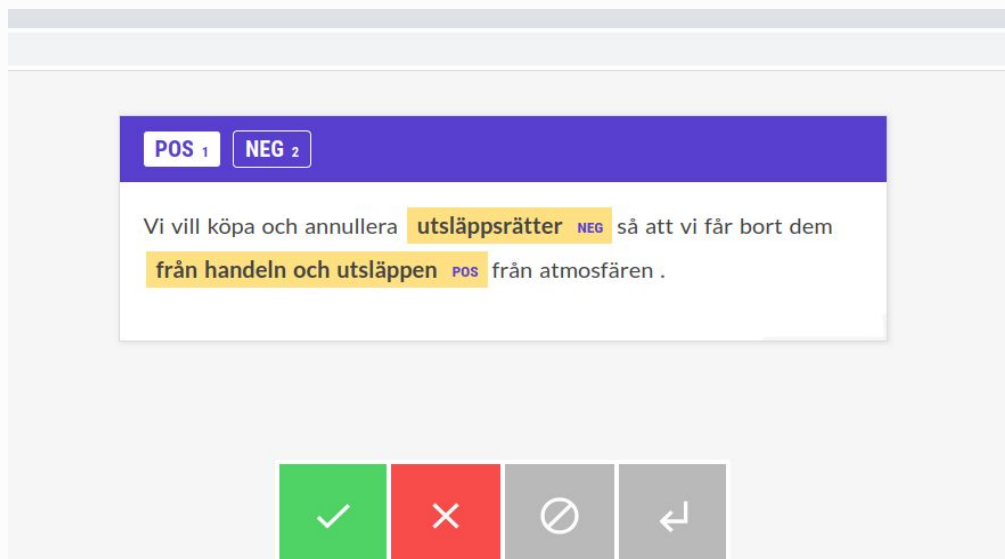 POS 1 NEG 2
Vi vill köpa och annullera utsläppsrätter NEG så att vi får bort dem
från handeln och utsläppen POS från atmosfären .